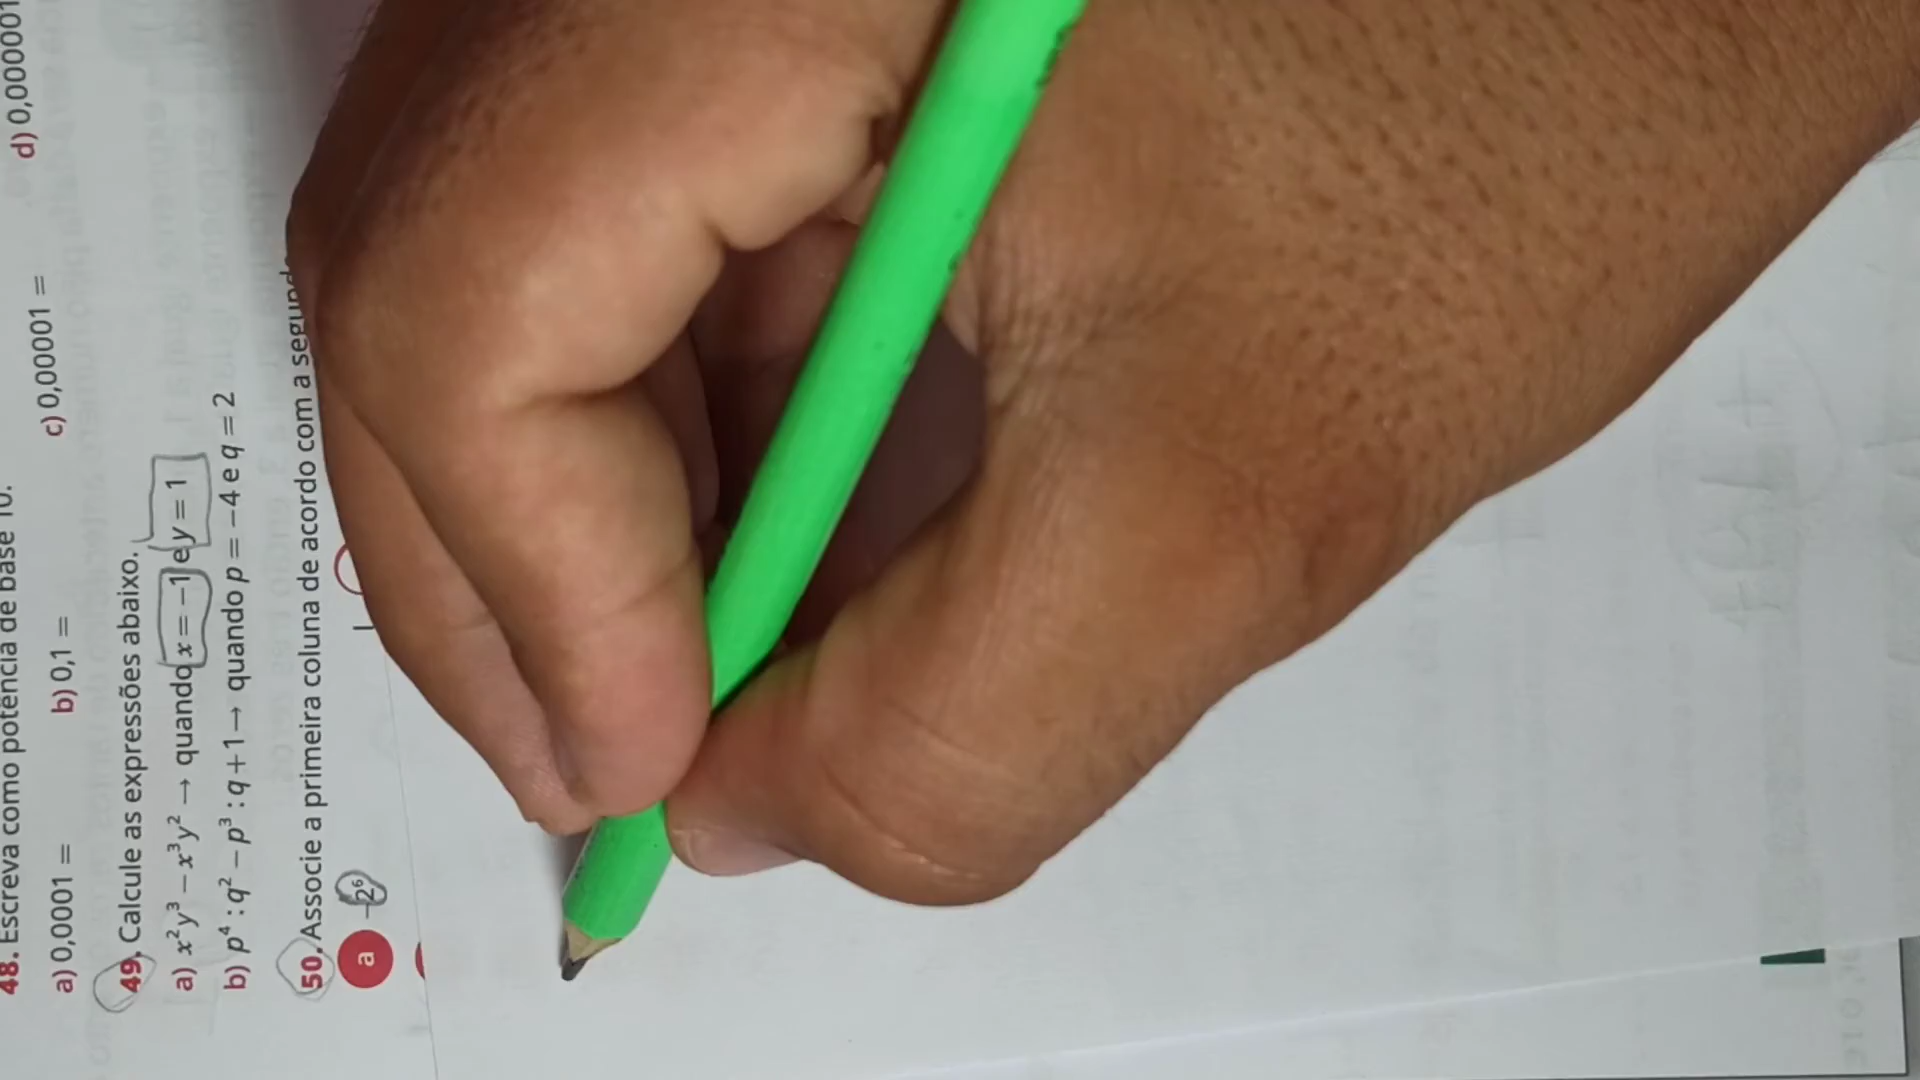 48. Escreva como potência de base 10.
a) 0,0001 = b) 0,1 = c) 0,00001 = d) 0,0000001
49. Calcule as expressões abaixo.
a) x²y³ − x³y² → quando x = −1 e y = 1
b) p⁴ : q² − p³ : q + 1 → quando p = −4 e q = 2
50. Associe a primeira coluna de acordo com a
a −2⁶